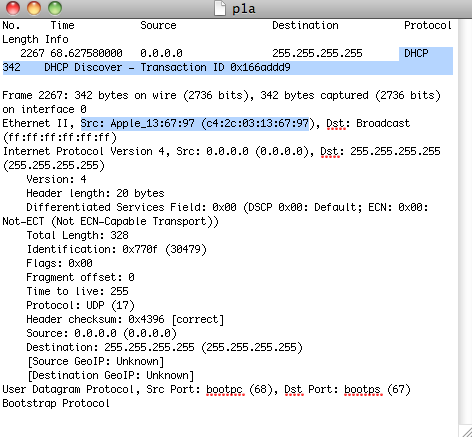 p1a
No. Time Source Destination Protocol
Length Info
2267 68.627580000 0.0.0.0 255.255.255.255 DHCP
342 DHCP Discover – Transaction ID 0x166addd9
Frame 2267: 342 bytes on wire (2736 bits), 342 bytes captured (2736 bits)
on interface 0
Ethernet II, Src: Apple_13:67:97 (c4:2c:03:13:67:97), Dst: Broadcast
(ff:ff:ff:ff:ff:ff)
Internet Protocol Version 4, Src: 0.0.0.0 (0.0.0.0), Dst: 255.255.255.255
(255.255.255.255)
Version: 4
Header length: 20 bytes
Differentiated Services Field: 0x00 (DSCP 0x00: Default; ECN: 0x00:
Not-ECT (Not ECN-Capable Transport))
Total Length: 328
Identification: 0x770f (30479)
Flags: 0x00
Fragment offset: 0
Time to live: 255
Protocol: UDP (17)
Header checksum: 0x4396 [correct]
Source: 0.0.0.0 (0.0.0.0)
Destination: 255.255.255.255 (255.255.255.255)
[Source GeoIP: Unknown]
[Destination GeoIP: Unknown]
User Datagram Protocol, Src Port: bootpc (68), Dst Port: bootps (67)
Bootstrap Protocol